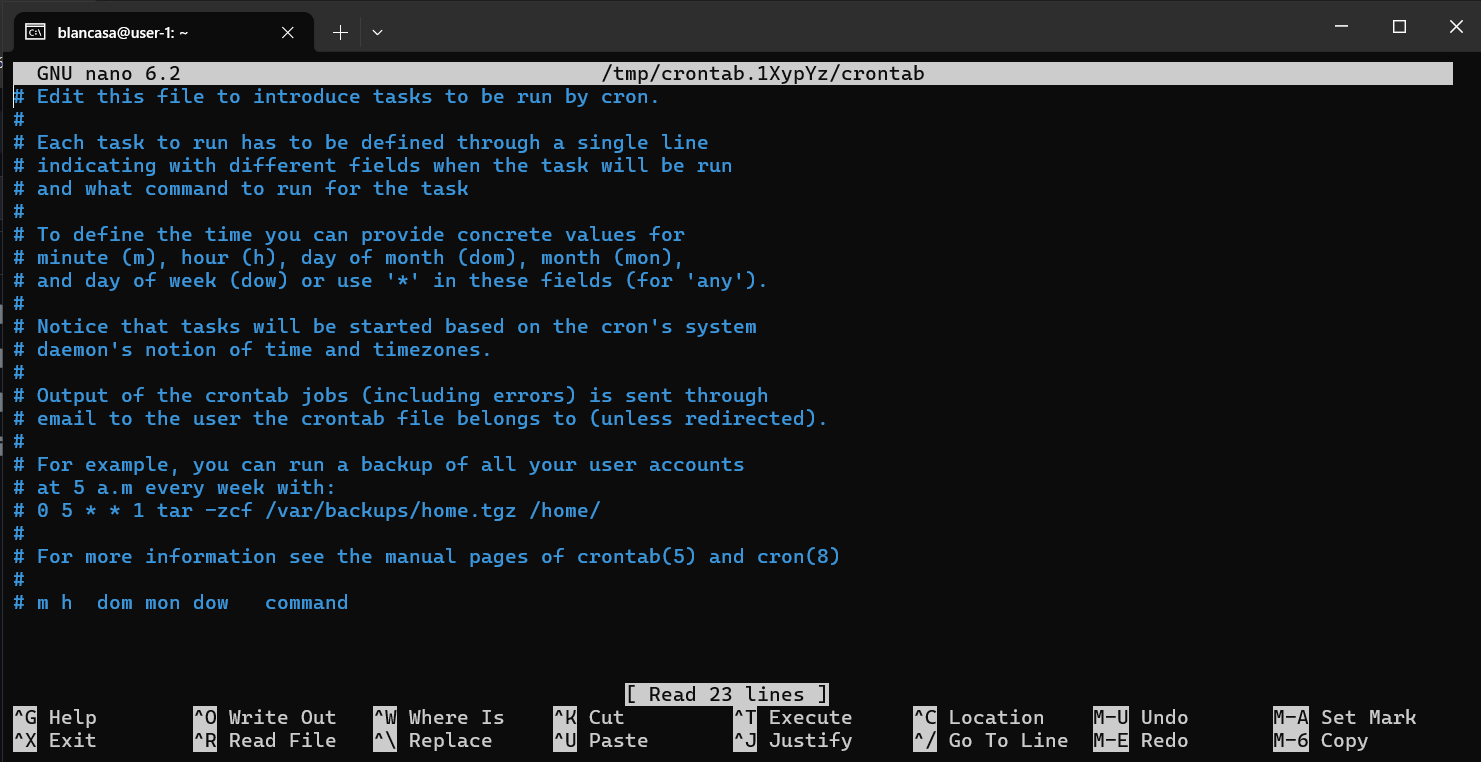 blancasa@user-1: ~
GNU nano 6.2 /tmp/crontab.1XypYz/crontab
# Edit this file to introduce tasks to be run by cron.
#
# Each task to run has to be defined through a single line
# indicating with different fields when the task will be run
# and what command to run for the task
#
# To define the time you can provide concrete values for
# minute (m), hour (h), day of month (dom), month (mon),
# and day of week (dow) or use '*' in these fields (for 'any').
#
# Notice that tasks will be started based on the cron's system
# daemon's notion of time and timezones.
#
# Output of the crontab jobs (including errors) is sent through
# email to the user the crontab file belongs to (unless redirected).
#
# For example, you can run a backup of all your user accounts
# at 5 a.m every week with:
# 0 5 * * 1 tar -zcf /var/backups/home.tgz /home/
#
# For more information see the manual pages of crontab(5) and cron(8)
#
# m h  dom mon dow   command
[ Read 23 lines ]
^G Help ^O Write Out ^W Where Is ^K Cut ^T Execute ^C Location M-U Undo M-A Set Mark
^X Exit ^R Read File ^\ Replace ^U Paste ^J Justify ^/ Go To Line M-E Redo M-6 Copy